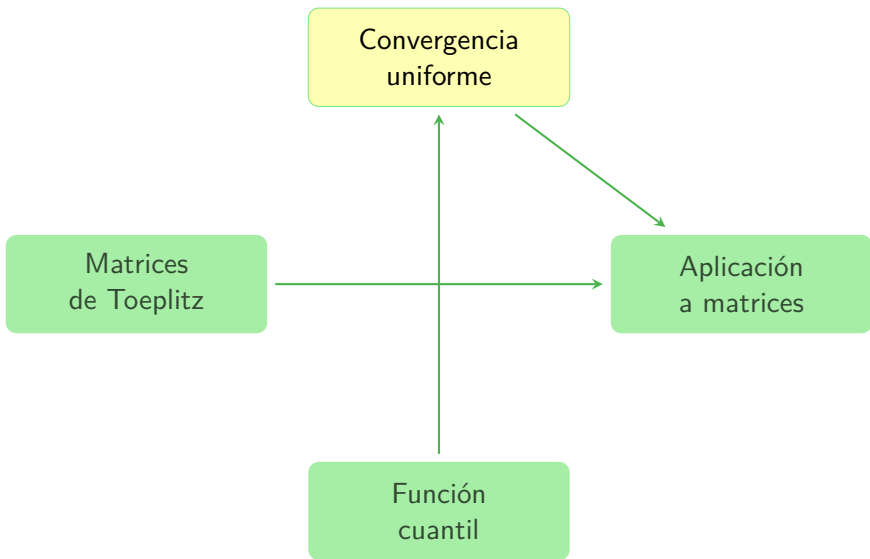 Convergencia
uniforme
Matrices
de Toeplitz
Aplicación
a matrices
Función
cuantil